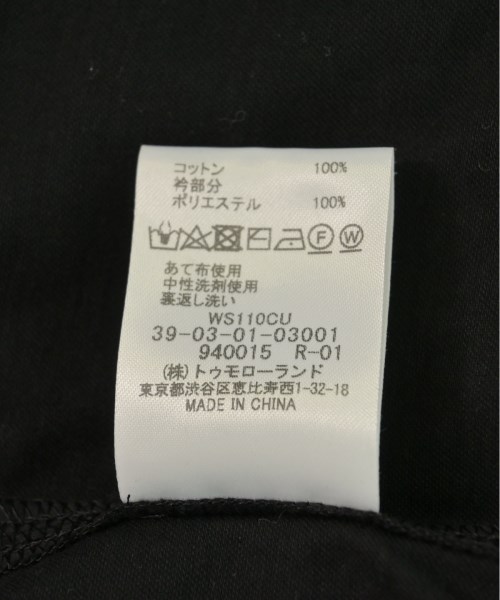 コットン 100%
衿部分
ポリエステル 100%
F W
あて布使用
中性洗剤使用
裏返し洗い
WS110CU
39-03-01-03001
940015 R-01
(株)トゥモローランド
東京都渋谷区恵比寿西1-32-18
MADE IN CHINA